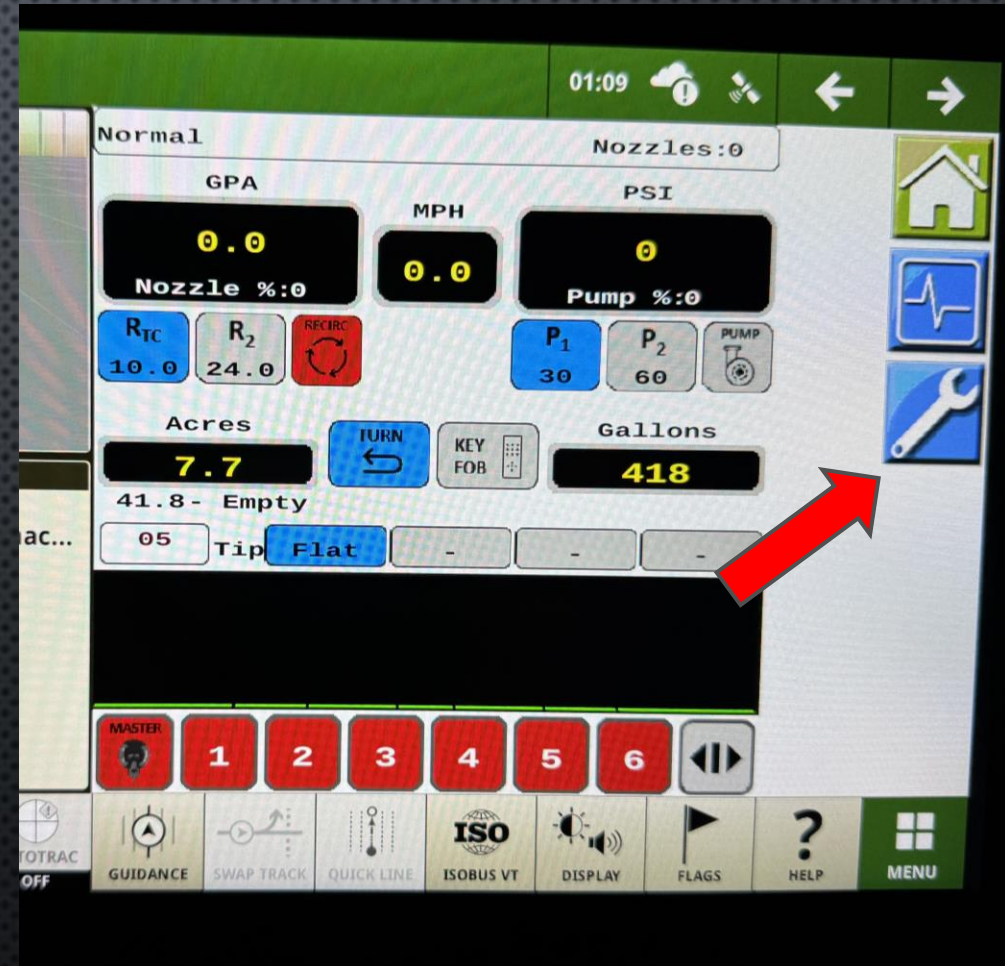 01:09
Normal Nozzles:0
GPA MPH PSI
0.0 0.0 0
Nozzle %:0 Pump %:0
RTC R2 RECIRC P1 P2 PUMP
10.0 24.0 30 60
Acres TURN KEY FOB Gallons
7.7 418
41.8- Empty
ac...
05 Tip Flat - - -
MASTER 1 2 3 4 5 6
TOTRAC OFF GUIDANCE SWAP TRACK QUICK LINE ISO ISOBUS VT DISPLAY FLAGS ? HELP MENU